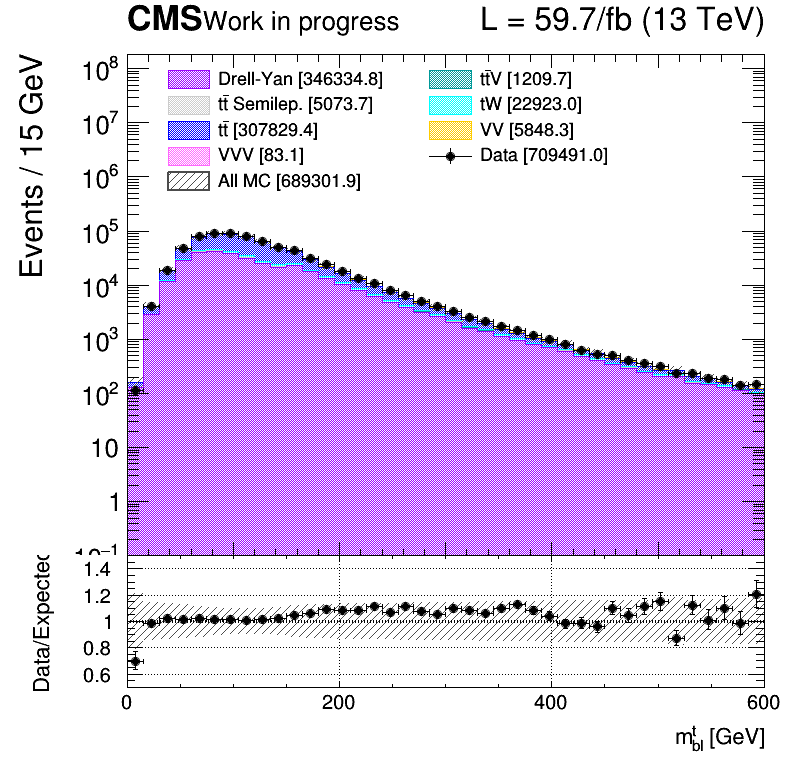 CMS Work in progress L = 59.7/fb (13 TeV)
Events / 15 GeV
10⁸
10⁷
10⁶
10⁵
10⁴
10³
10²
10
1
10⁻¹
Drell-Yan [346334.8]
tt̄ Semilep. [5073.7]
tt̄ [307829.4]
VVV [83.1]
All MC [689301.9]
tt̄V [1209.7]
tW [22923.0]
VV [5848.3]
Data [709491.0]
Data/Expected
1.4
1.2
1
0.8
0.6
0 200 400 600
m^t_bl [GeV]